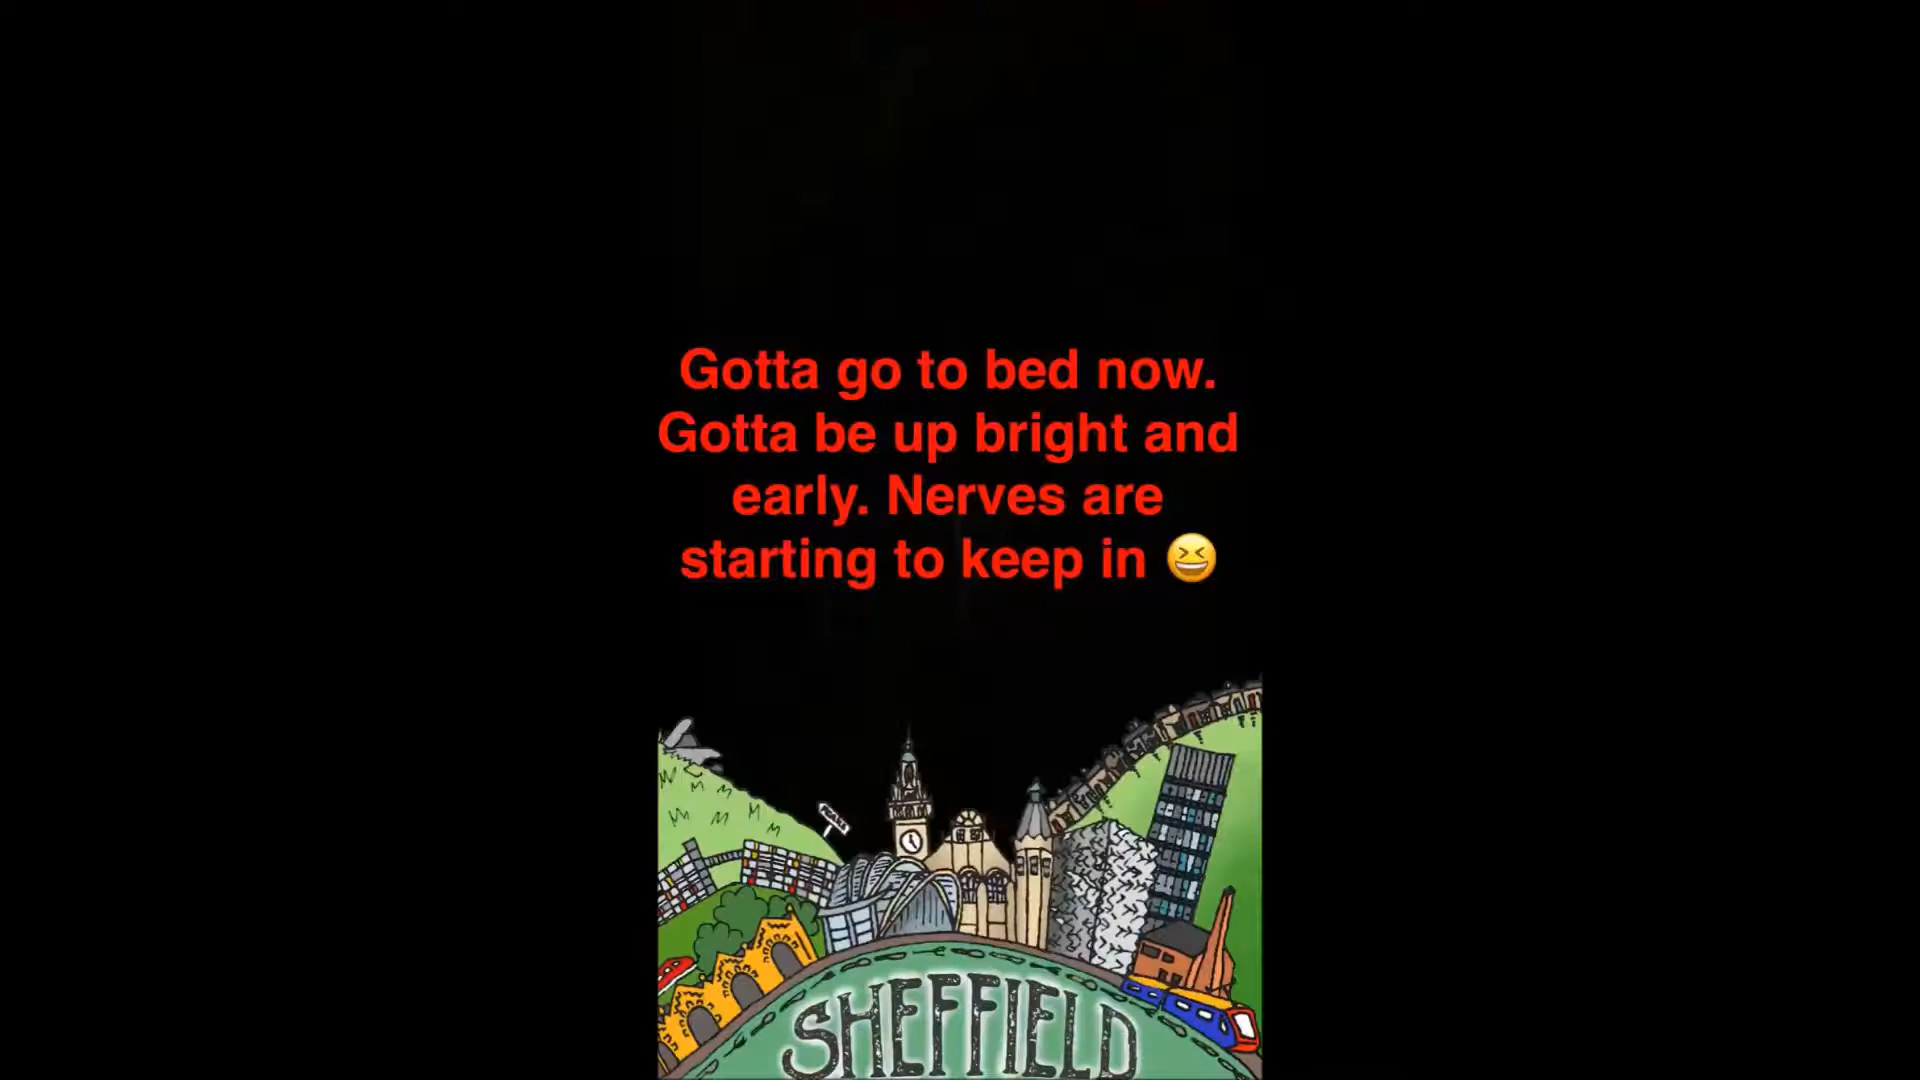 Gotta go to bed now.
Gotta be up bright and
early. Nerves are
starting to keep in 😆
SHEFFIELD